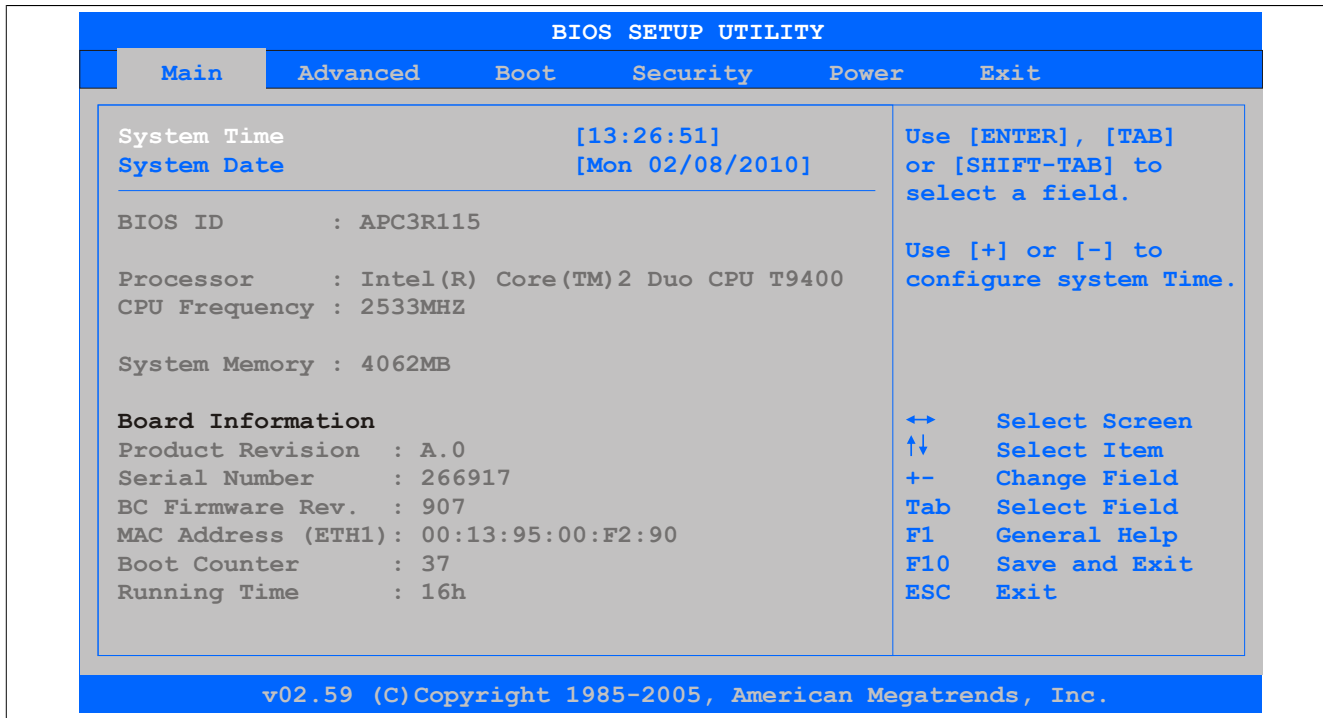 BIOS SETUP UTILITY
Main Advanced Boot Security Power Exit
System Time [13:26:51]
System Date [Mon 02/08/2010]
BIOS ID : APC3R115
Processor : Intel(R) Core(TM)2 Duo CPU T9400
CPU Frequency : 2533MHZ
System Memory : 4062MB
Board Information
Product Revision : A.0
Serial Number : 266917
BC Firmware Rev. : 907
MAC Address (ETH1): 00:13:95:00:F2:90
Boot Counter : 37
Running Time : 16h
Use [ENTER], [TAB]
or [SHIFT-TAB] to
select a field.
Use [+] or [-] to
configure system Time.
↔ Select Screen
↑↓ Select Item
+- Change Field
Tab Select Field
F1 General Help
F10 Save and Exit
ESC Exit
v02.59 (C)Copyright 1985-2005, American Megatrends, Inc.